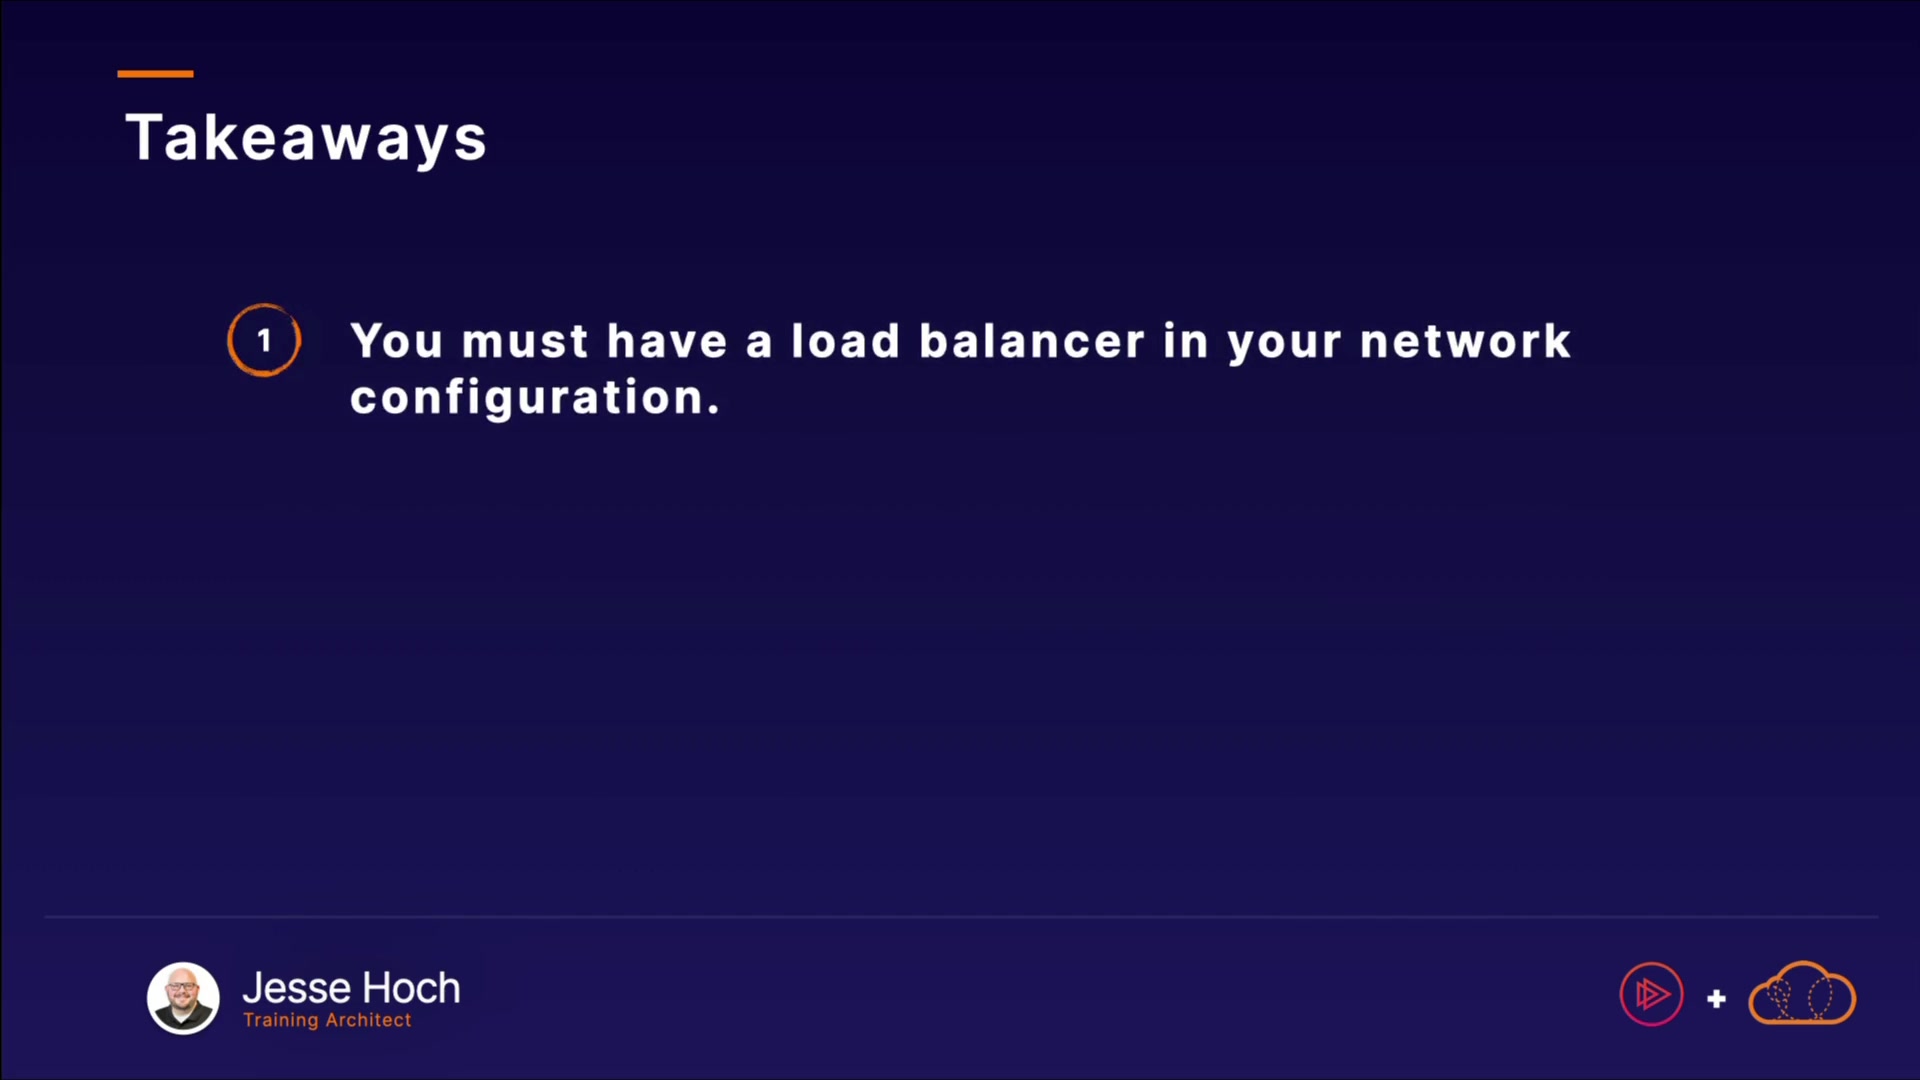 Takeaways
1
You must have a load balancer in your network
configuration.
Jesse Hoch
Training Architect